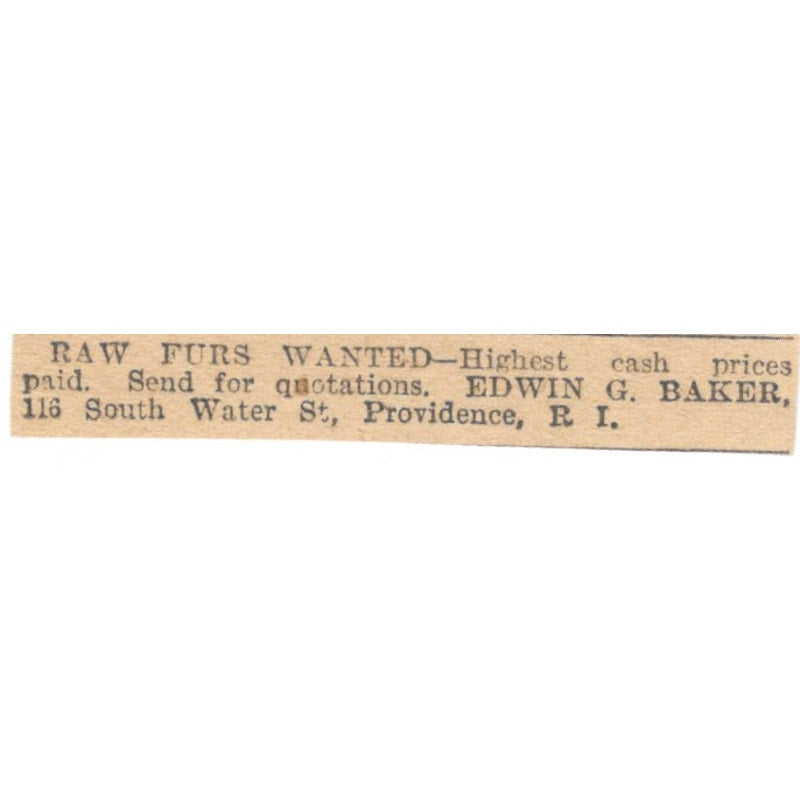 RAW FURS WANTED—Highest cash prices
paid. Send for quotations. EDWIN G. BAKER,
116 South Water St, Providence, R I.